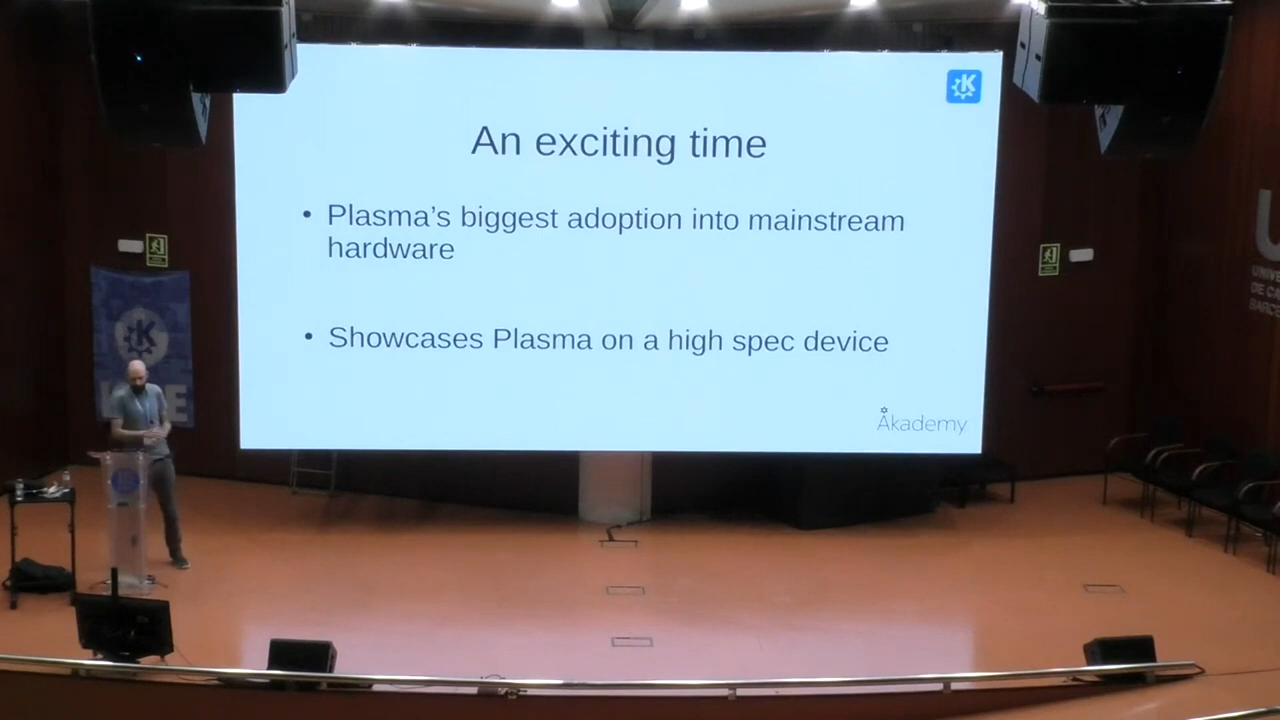 An exciting time
• Plasma’s biggest adoption into mainstream
hardware
• Showcases Plasma on a high spec device
Akademy
K
K